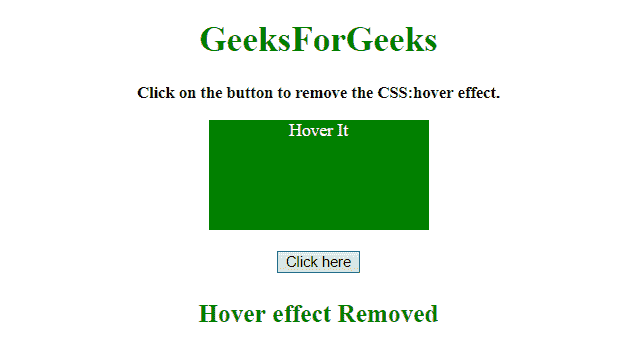 GeeksForGeeks
Click on the button to remove the CSS:hover effect.
Hover It
Click here
Hover effect Removed